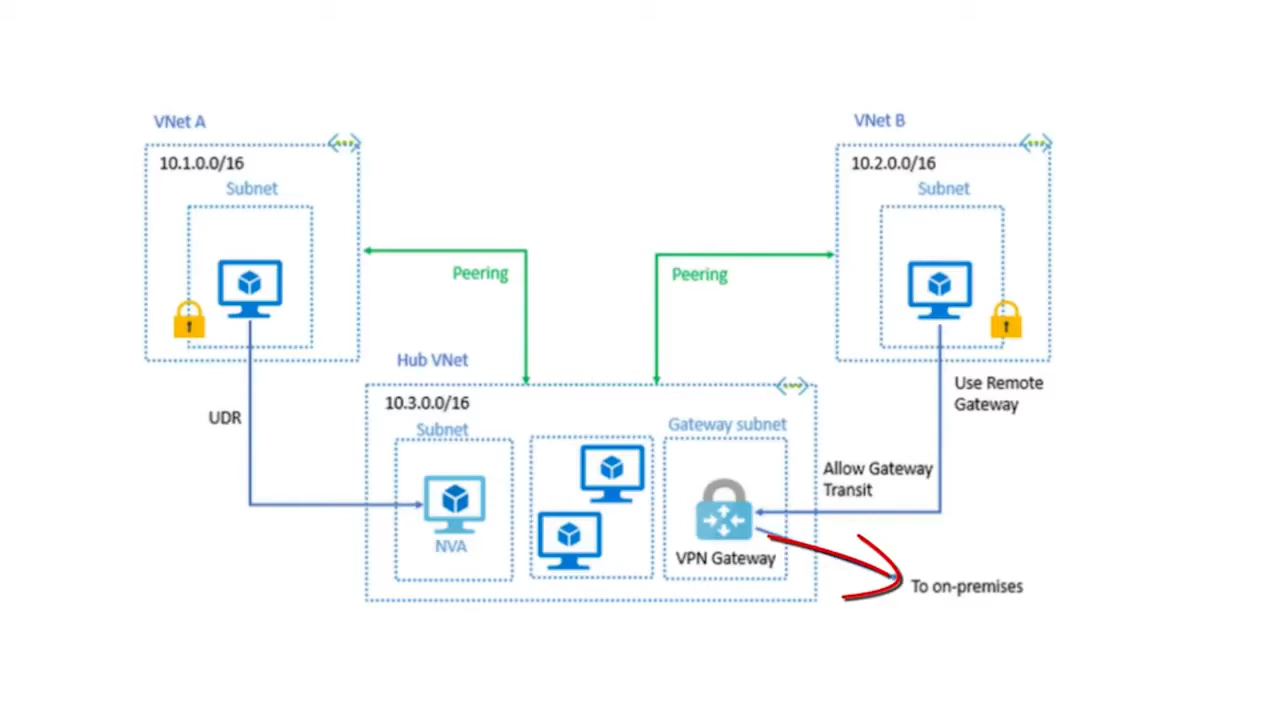 VNet A
VNet B
10.1.0.0/16
10.2.0.0/16
Subnet
Subnet
Peering
Peering
Hub VNet
Use Remote
Gateway
10.3.0.0/16
UDR
Subnet
Gateway subnet
Allow Gateway
Transit
NVA
VPN Gateway
To on-premises